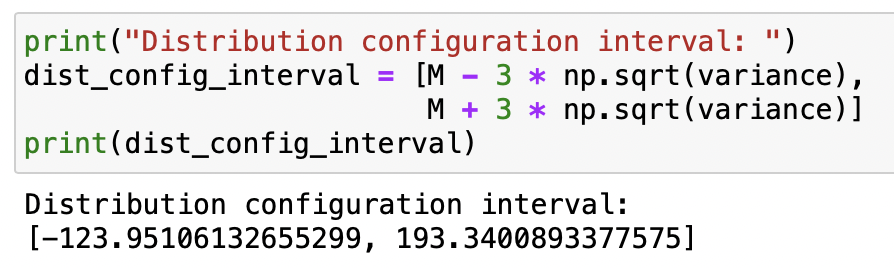 print("Distribution configuration interval: ")
dist_config_interval = [M - 3 * np.sqrt(variance),
                        M + 3 * np.sqrt(variance)]
print(dist_config_interval)
Distribution configuration interval:
[-123.95106132655299, 193.3400893377575]